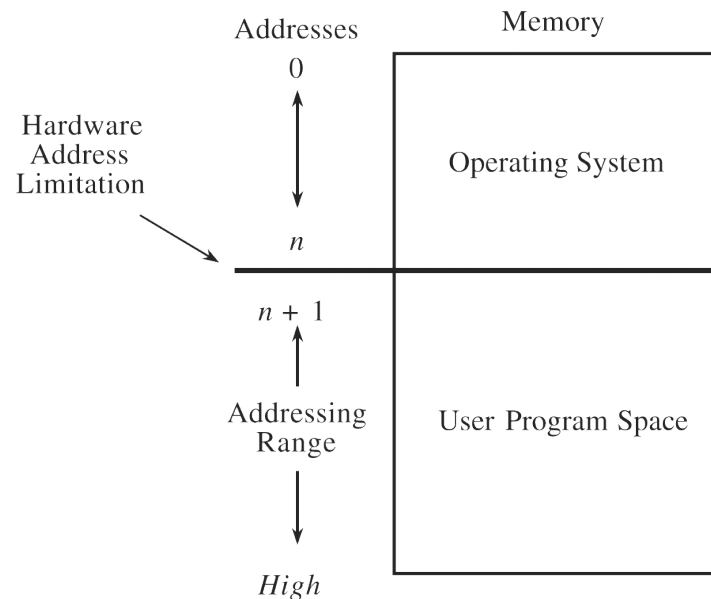 Addresses
Memory
0
Hardware
Address
Limitation
Operating System
n
n + 1
Addressing
Range
User Program Space
High